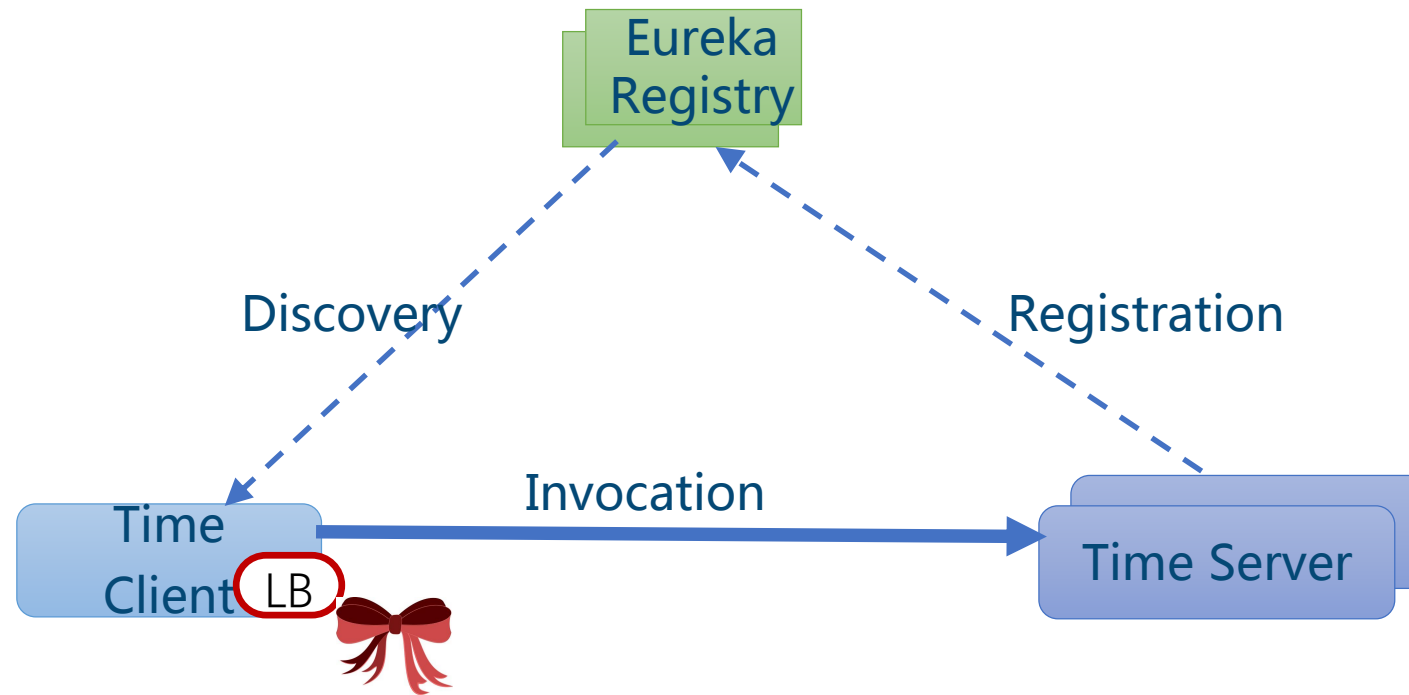 Eureka
Registry
Discovery
Registration
Invocation
Time
Client
LB
Time Server